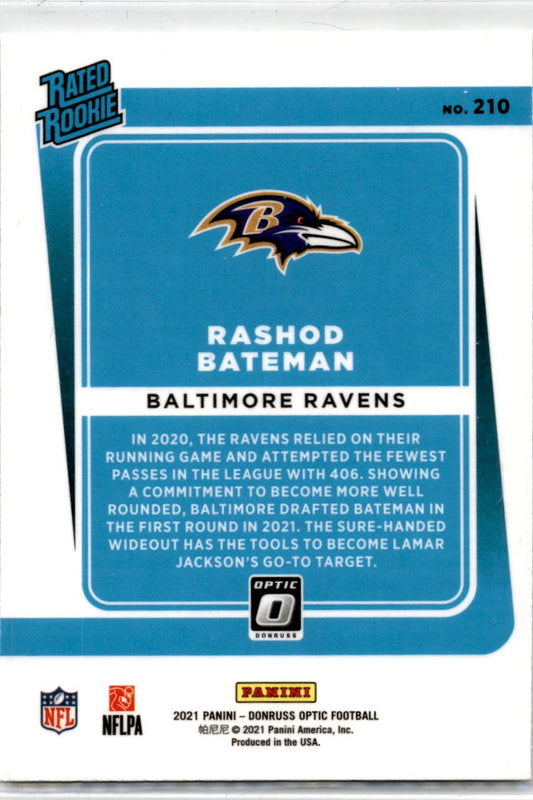 RATED
ROOKIE
NO. 210
B
RASHOD
BATEMAN
BALTIMORE RAVENS
IN 2020, THE RAVENS RELIED ON THEIR
RUNNING GAME AND ATTEMPTED THE FEWEST
PASSES IN THE LEAGUE WITH 406. SHOWING
A COMMITMENT TO BECOME MORE WELL
ROUNDED, BALTIMORE DRAFTED BATEMAN IN
THE FIRST ROUND IN 2021. THE SURE-HANDED
WIDEOUT HAS THE TOOLS TO BECOME LAMAR
JACKSON'S GO-TO TARGET.
OPTIC
O
DONRUSS
PANINI
NFL
NFLPA
2021 PANINI – DONRUSS OPTIC FOOTBALL
帕尼尼 © 2021 Panini America, Inc.
Produced in the USA.